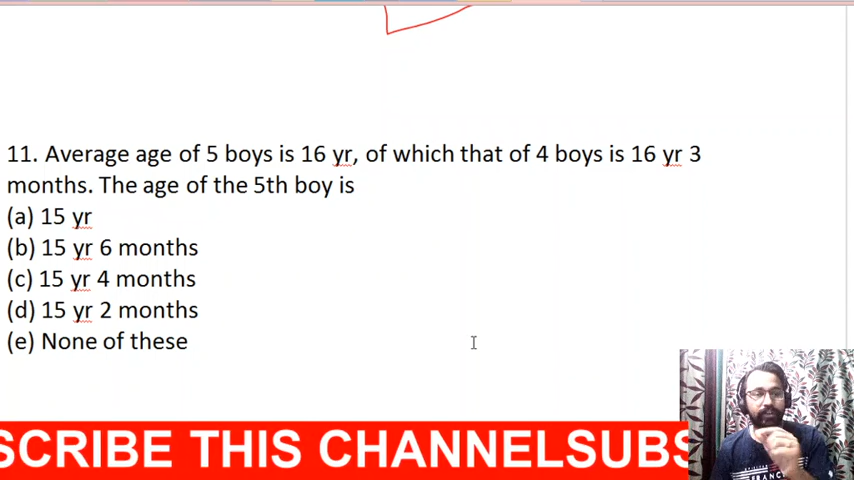 11. Average age of 5 boys is 16 yr, of which that of 4 boys is 16 yr 3
months. The age of the 5th boy is
(a) 15 yr
(b) 15 yr 6 months
(c) 15 yr 4 months
(d) 15 yr 2 months
(e) None of these
SCRIBE THIS CHANNELSUBS
FRANC